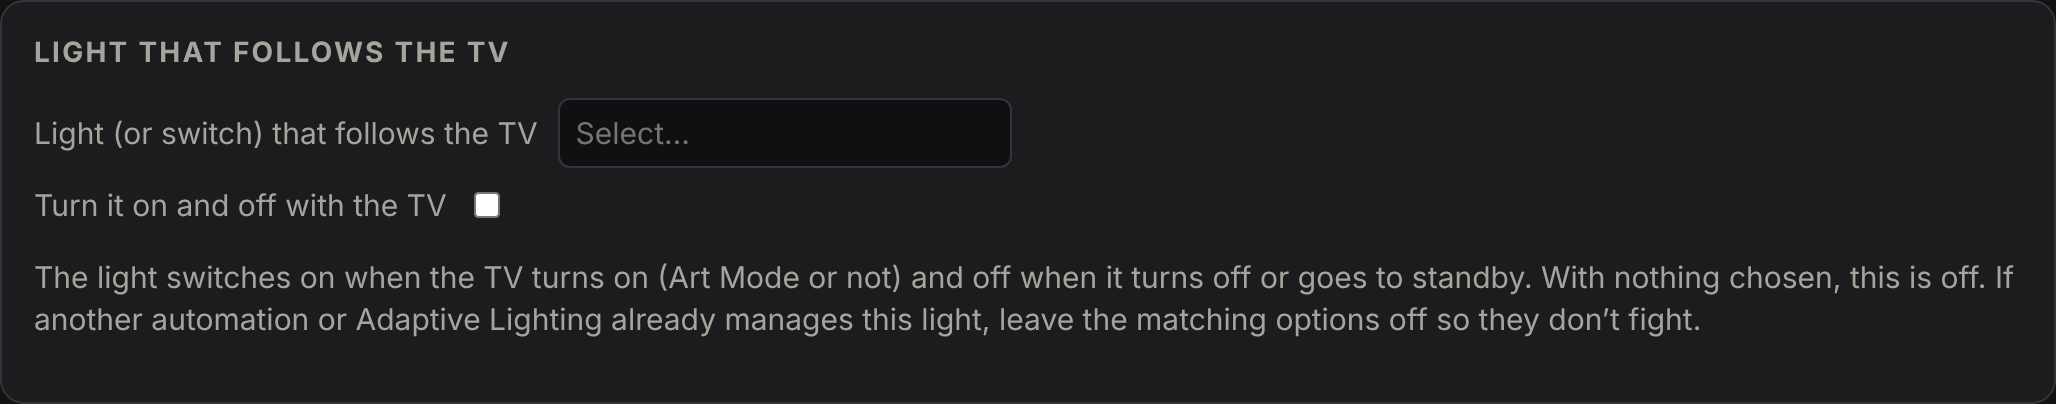 LIGHT THAT FOLLOWS THE TV
Light (or switch) that follows the TV Select...
Turn it on and off with the TV
The light switches on when the TV turns on (Art Mode or not) and off when it turns off or goes to standby. With nothing chosen, this is off. If
another automation or Adaptive Lighting already manages this light, leave the matching options off so they don’t fight.